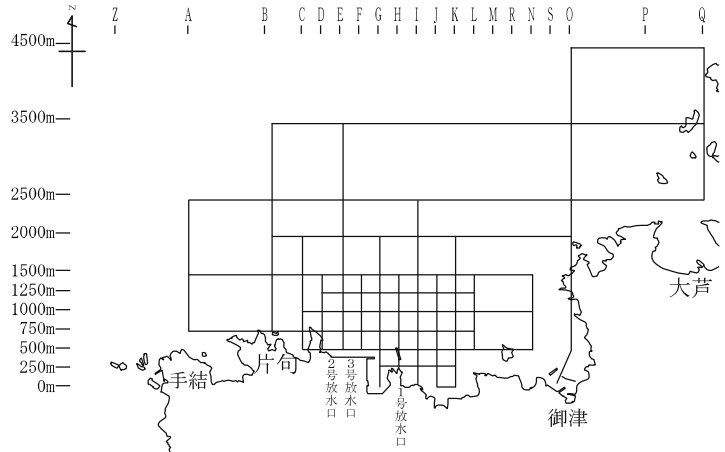 N
Z A B C D E F G H I J K L M R N S O P Q
4500m
3500m
2500m
2000m
1500m
1250m
1000m
750m
500m
250m
0m
大芦
片句
手結
御津
2号放水口
3号放水口
1号放水口